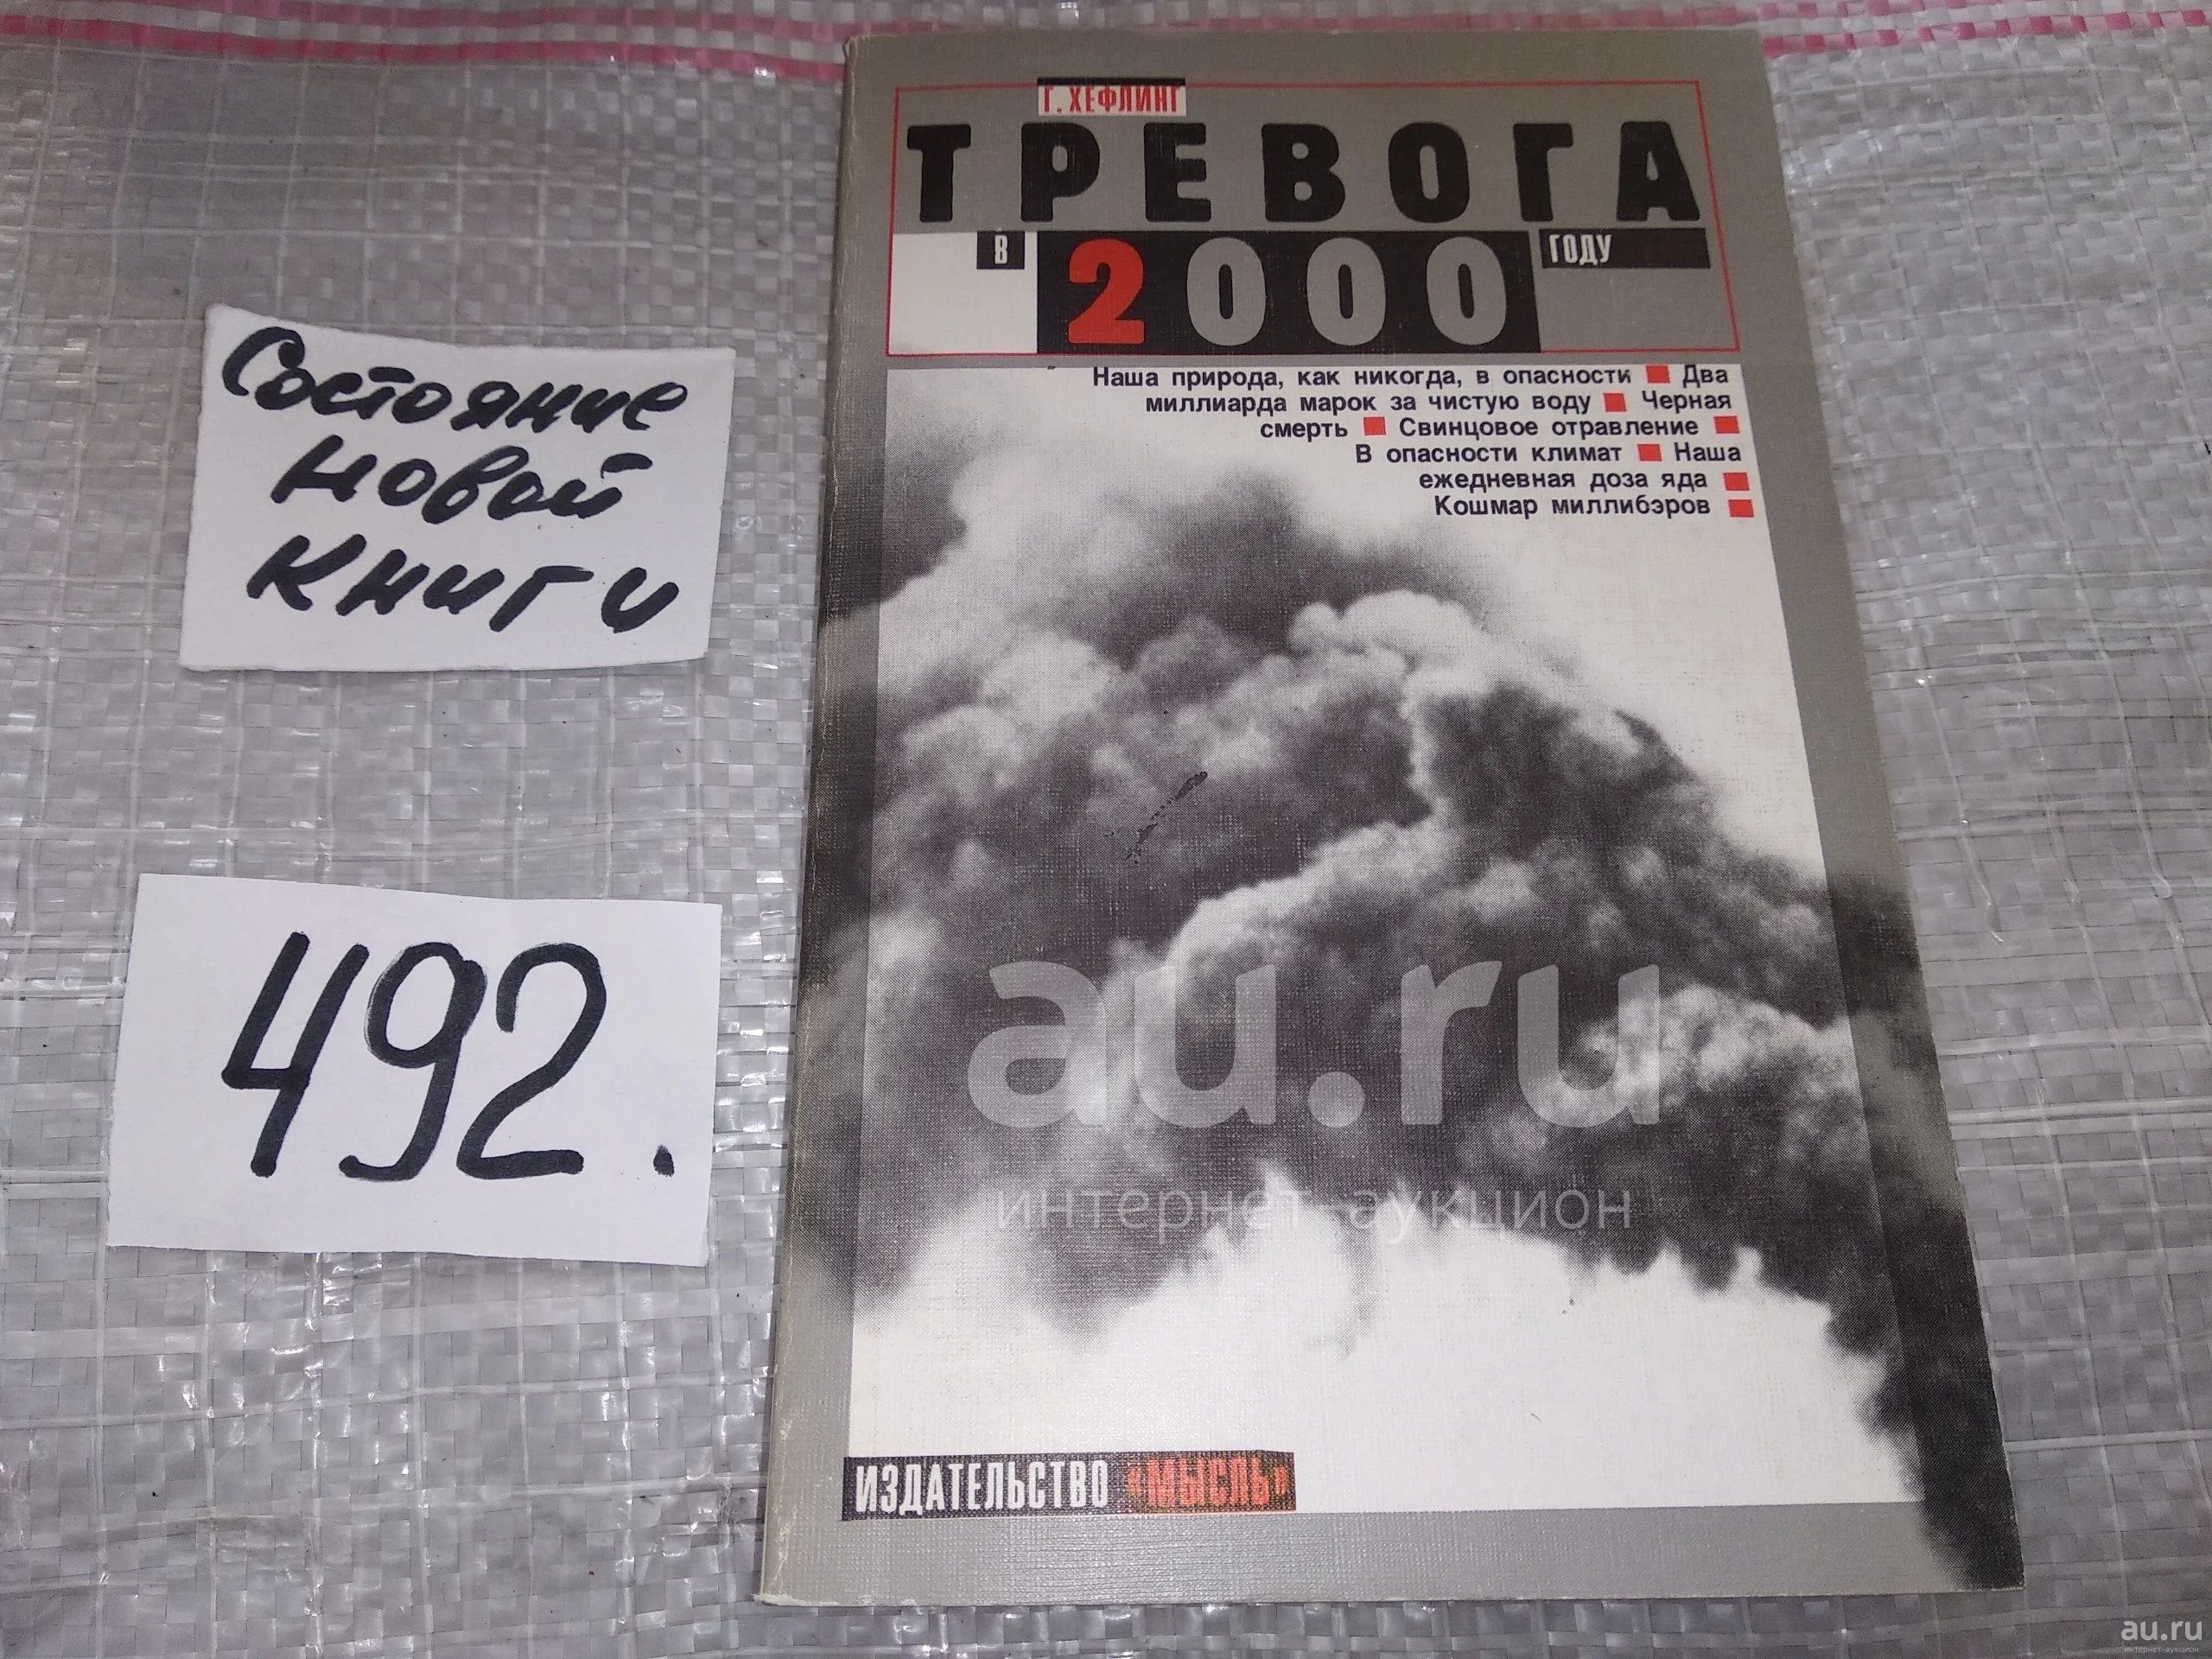 Г. ХЕФЛИНГ
ТРЕВОГА
В 2000 ГОДУ
Наша природа, как никогда, в опасности ■ Два
миллиарда марок за чистую воду ■ Черная
смерть ■ Свинцовое отравление ■
В опасности климат ■ Наша
ежедневная доза яда ■
Кошмар миллибэров ■
Состояние
новой
книги
492.
au.ru
интернет-аукцион
ИЗДАТЕЛЬСТВО «МЫСЛЬ»
au.ru
интернет-аукцион